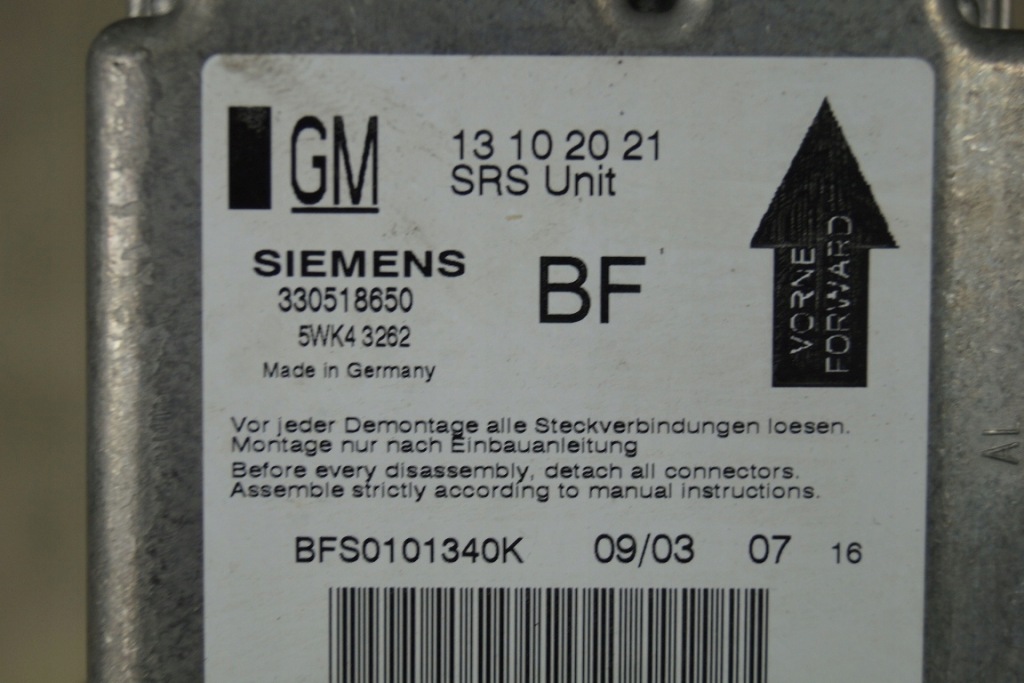 GM
13 10 20 21
SRS Unit
SIEMENS
330518650
5WK4 3262
Made in Germany
BF
VORNE
FORWARD
Vor jeder Demontage alle Steckverbindungen loesen.
Montage nur nach Einbauanleitung
Before every disassembly, detach all connectors.
Assemble strictly according to manual instructions.
BFS0101340K 09/03 07 16
Al